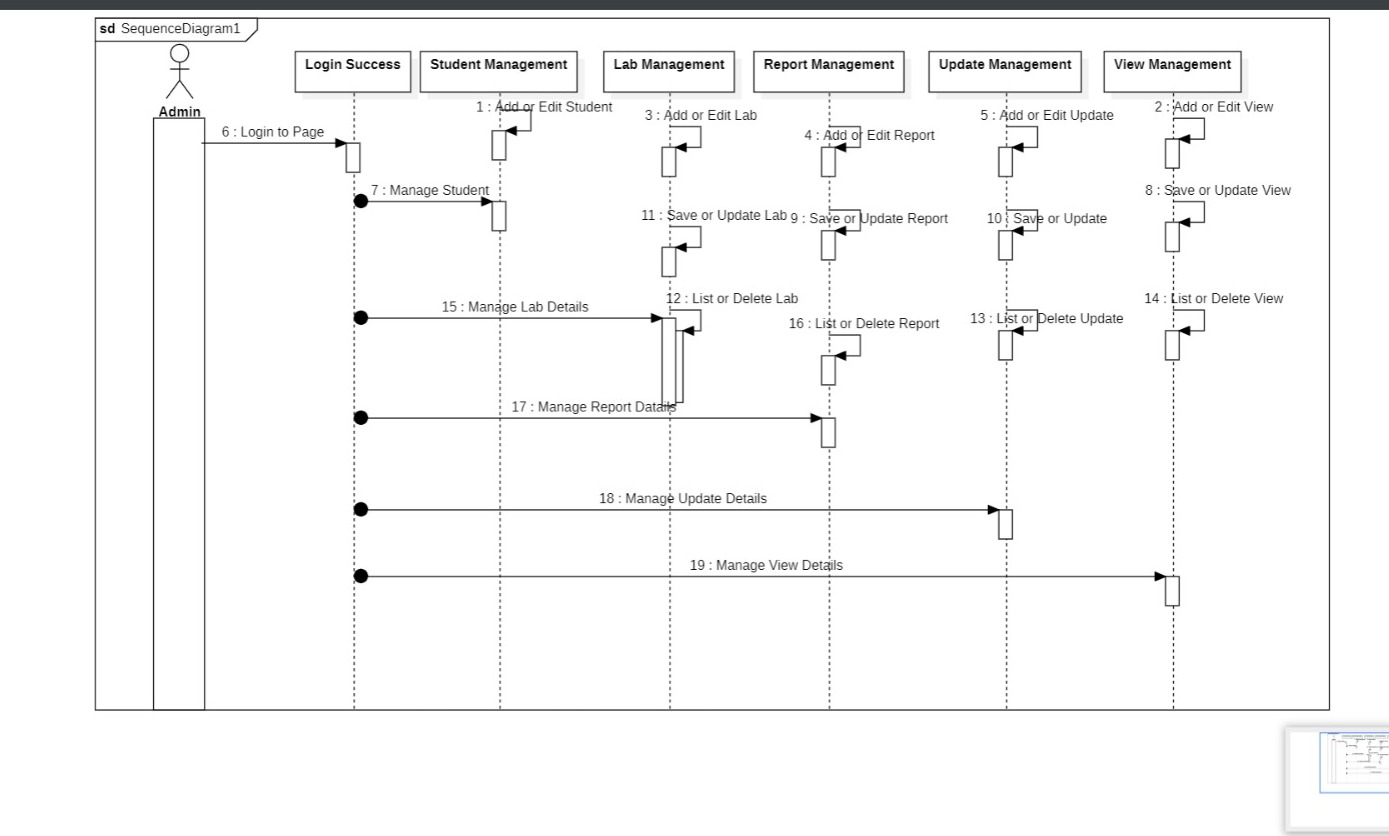 sd SequenceDiagram1
Login Success
Student Management
Lab Management
Report Management
Update Management
View Management
Admin
1 : Add or Edit Student
2 : Add or Edit View
3 : Add or Edit Lab
5 : Add or Edit Update
6 : Login to Page
4 : Add or Edit Report
7 : Manage Student
8 : Save or Update View
11 : Save or Update Lab
9 : Save or Update Report
10 : Save or Update
12 : List or Delete Lab
14 : List or Delete View
15 : Manage Lab Details
16 : List or Delete Report
13 : List or Delete Update
17 : Manage Report Datails
18 : Manage Update Details
19 : Manage View Details